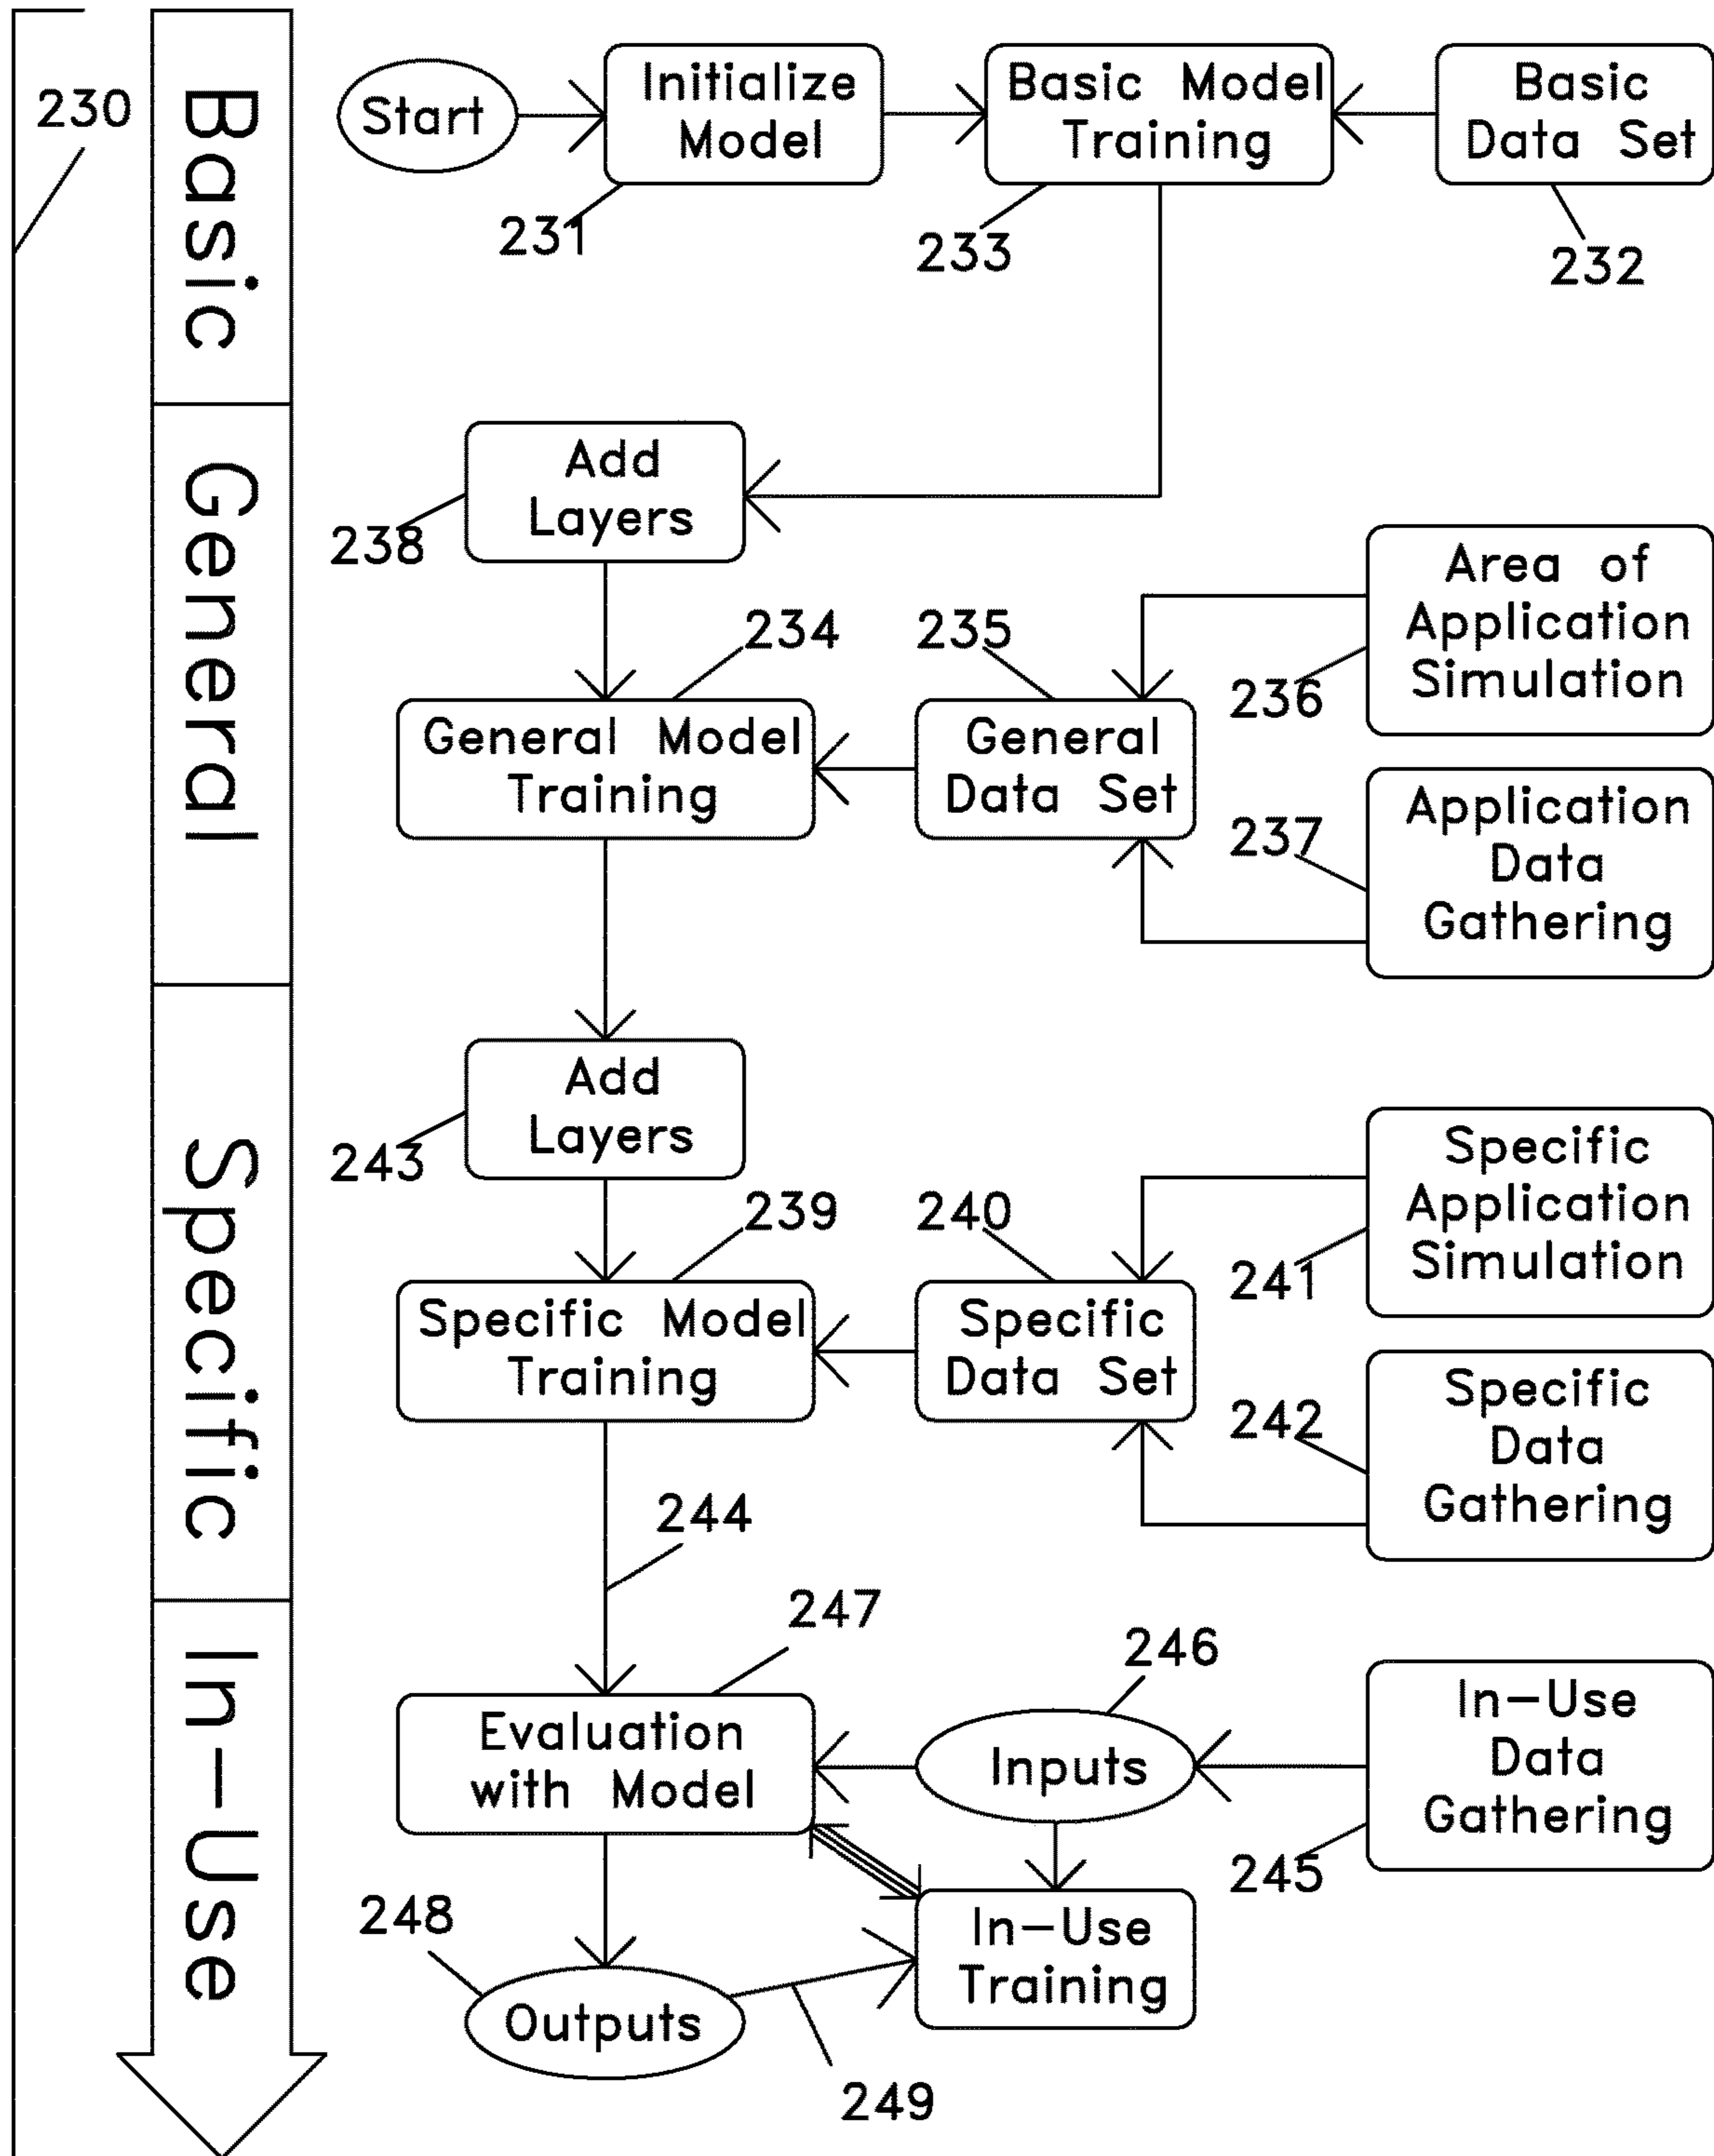 230
Basic
General
Specific
In-Use
Start
Initialize
Model
231
Basic Model
Training
233
Basic
Data Set
232
Add
Layers
238
General Model
Training
234
General
Data Set
235
Area of
Application
Simulation
236
Application
Data
Gathering
237
Add
Layers
243
Specific Model
Training
239
Specific
Data Set
240
Specific
Application
Simulation
241
Specific
Data
Gathering
242
244
Evaluation
with Model
247
Inputs
246
In-Use
Data
Gathering
245
In-Use
Training
Outputs
248
249